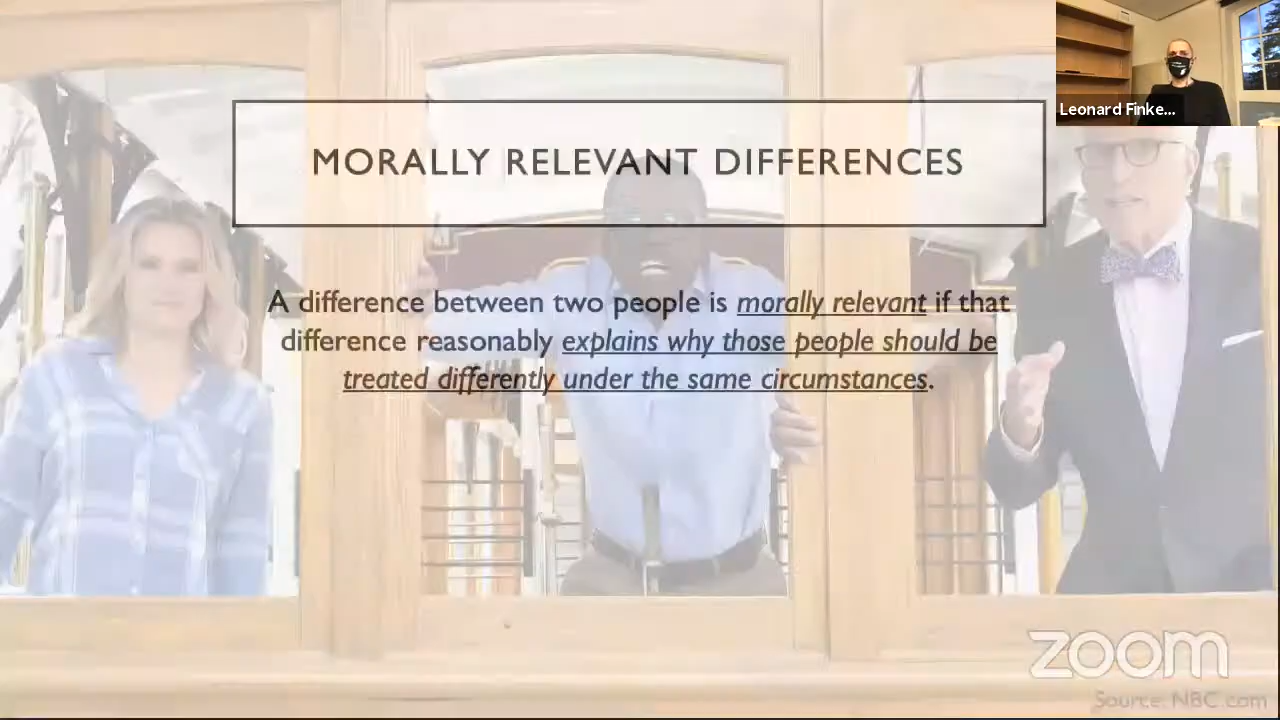 Leonard Finke...
MORALLY RELEVANT DIFFERENCES
A difference between two people is morally relevant if that
difference reasonably explains why those people should be
treated differently under the same circumstances.
zoom
Source: NBC.com